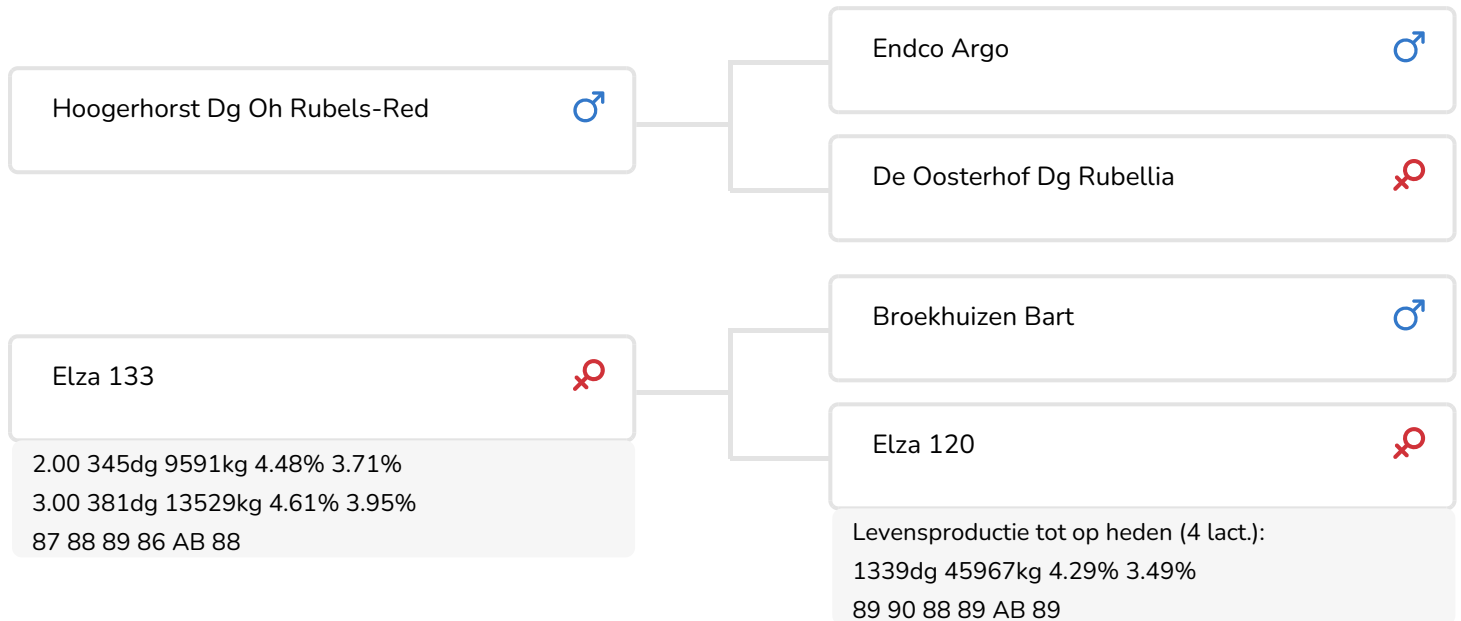 Hoogerhorst Dg Oh Rubels-Red
Endco Argo
De Oosterhof Dg Rubellia
Elza 133
2.00 345dg 9591kg 4.48% 3.71%
3.00 381dg 13529kg 4.61% 3.95%
87 88 89 86 AB 88
Broekhuizen Bart
Elza 120
Levensproductie tot op heden (4 lact.):
1339dg 45967kg 4.29% 3.49%
89 90 88 89 AB 89